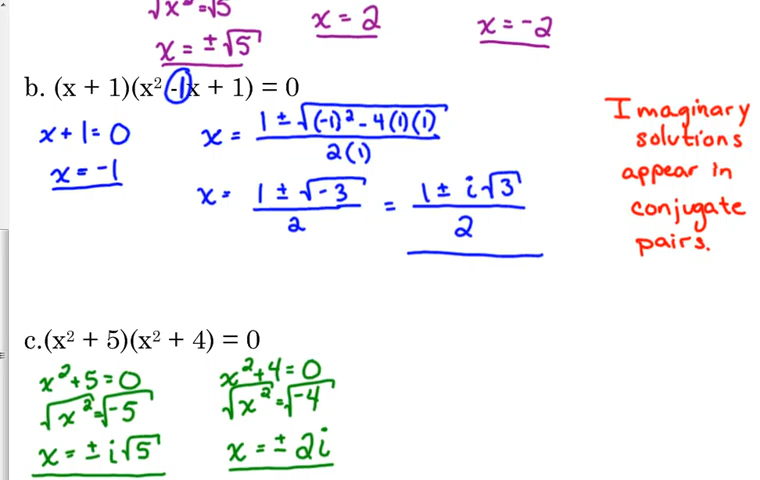 √x² = √5
x = ±√5
x = 2
x = -2
b. (x + 1)(x² -1x + 1) = 0
x + 1 = 0
x = -1
x = (1 ± √((-1)² - 4(1)(1))) / 2(1)
x = (1 ± √-3) / 2 = (1 ± i√3) / 2
Imaginary
solutions
appear in
conjugate
pairs.
c.(x² + 5)(x² + 4) = 0
x² + 5 = 0
√x² = √-5
x = ± i√5
x² + 4 = 0
√x² = √-4
x = ± 2i